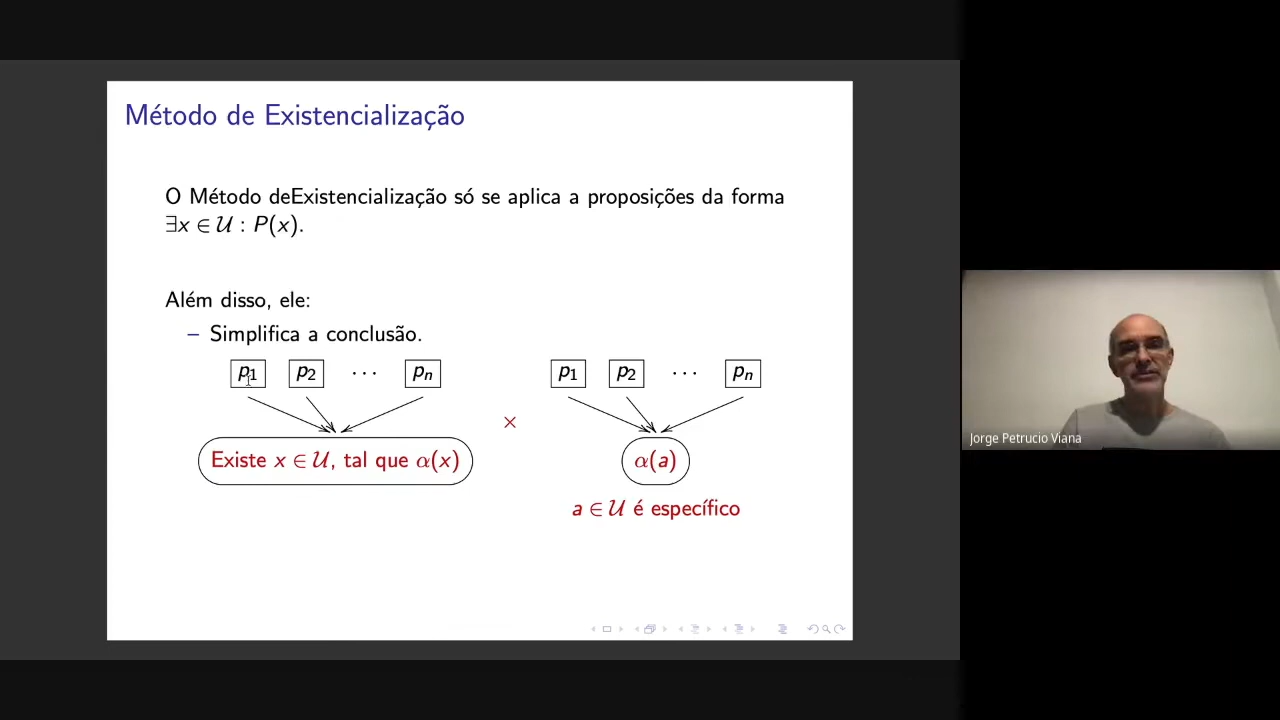 Método de Existencialização
O Método deExistencialização só se aplica a proposições da forma
∃x ∈ U : P(x).
Além disso, ele:
– Simplifica a conclusão.
p1 p2 ··· pn p1 p2 ··· pn
×
Existe x ∈ U, tal que α(x) α(a)
a ∈ U é específico
Jorge Petrucio Viana